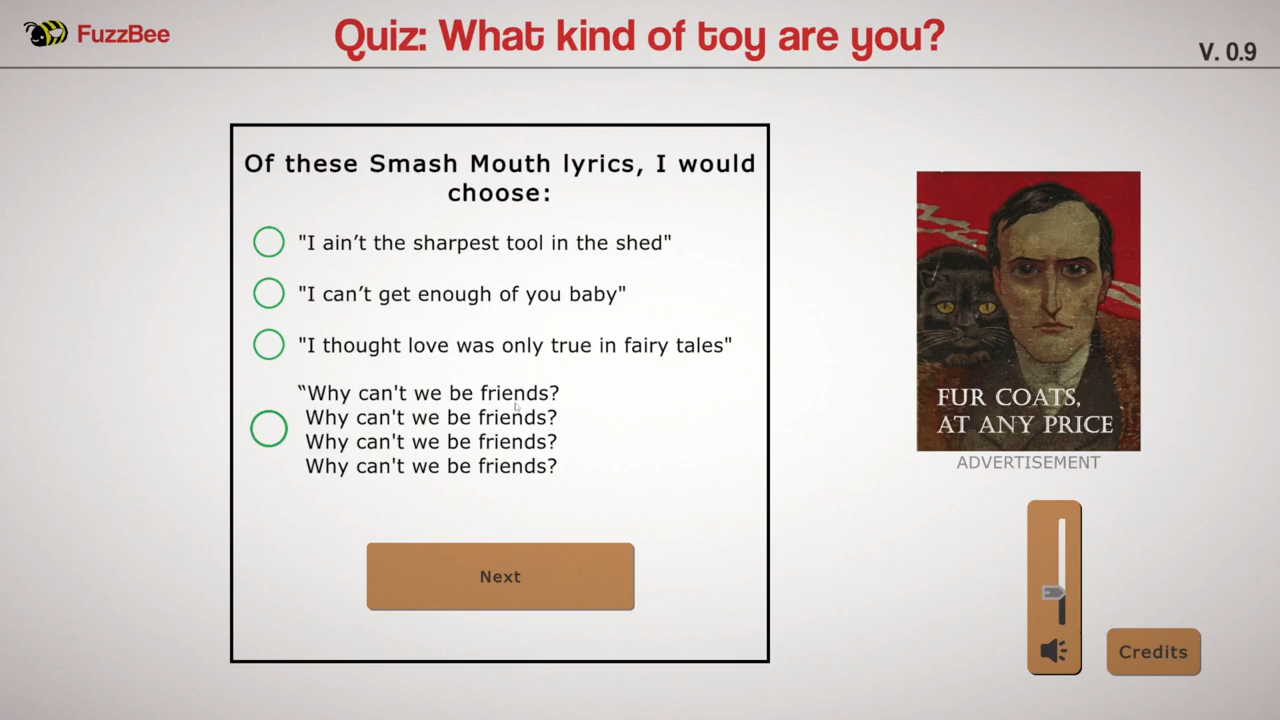 FuzzBee
Quiz: What kind of toy are you?
V. 0.9
Of these Smash Mouth lyrics, I would
choose:
"I ain’t the sharpest tool in the shed"
"I can’t get enough of you baby"
"I thought love was only true in fairy tales"
“Why can't we be friends?
Why can't we be friends?
Why can't we be friends?
Why can't we be friends?
Next
FUR COATS,
AT ANY PRICE
ADVERTISEMENT
Credits